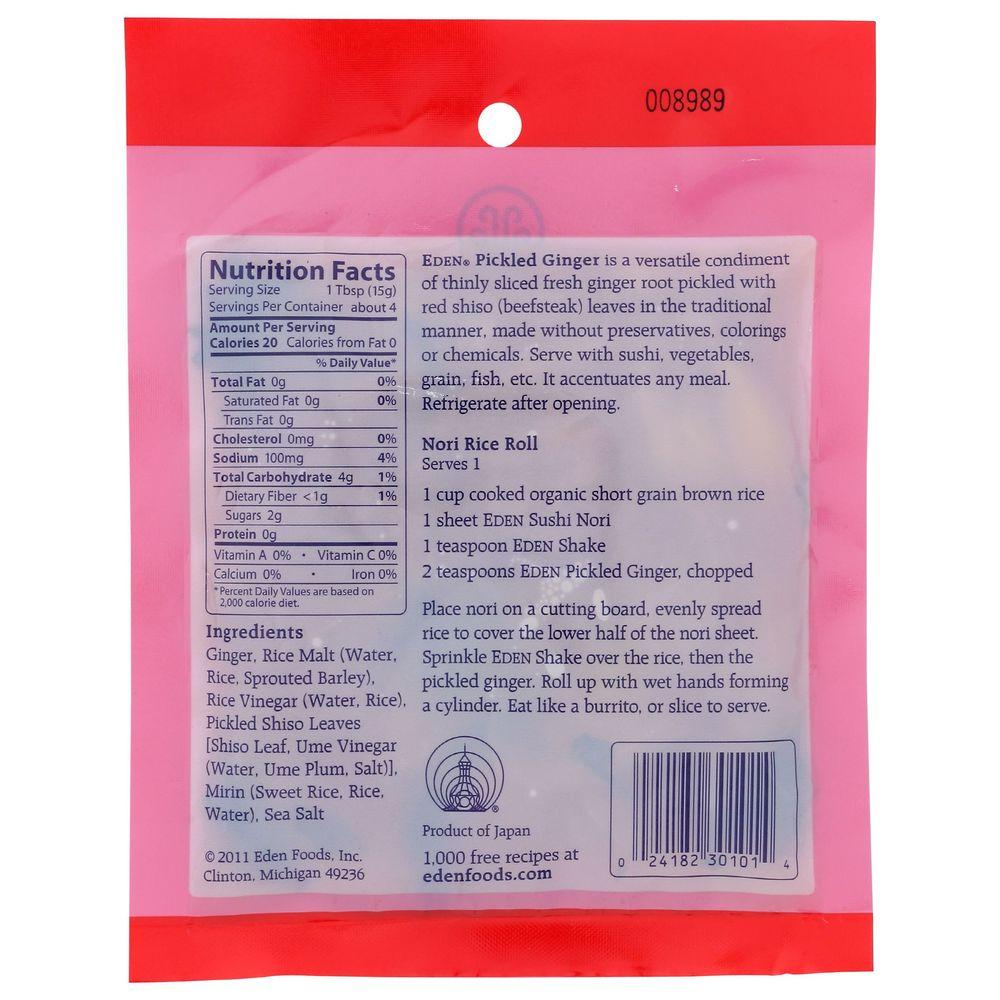 008989
Nutrition Facts
Serving Size 1 Tbsp (15g)
Servings Per Container about 4
Amount Per Serving
Calories 20 Calories from Fat 0
% Daily Value*
Total Fat 0g 0%
Saturated Fat 0g 0%
Trans Fat 0g
Cholesterol 0mg 0%
Sodium 100mg 4%
Total Carbohydrate 4g 1%
Dietary Fiber <1g 1%
Sugars 2g
Protein 0g
Vitamin A 0% • Vitamin C 0%
Calcium 0% • Iron 0%
*Percent Daily Values are based on
2,000 calorie diet.
Ingredients
Ginger, Rice Malt (Water,
Rice, Sprouted Barley),
Rice Vinegar (Water, Rice),
Pickled Shiso Leaves
[Shiso Leaf, Ume Vinegar
(Water, Ume Plum, Salt)],
Mirin (Sweet Rice, Rice,
Water), Sea Salt
© 2011 Eden Foods, Inc.
Clinton, Michigan 49236
EDEN® Pickled Ginger is a versatile condiment
of thinly sliced fresh ginger root pickled with
red shiso (beefsteak) leaves in the traditional
manner, made without preservatives, colorings
or chemicals. Serve with sushi, vegetables,
grain, fish, etc. It accentuates any meal.
Refrigerate after opening.
Nori Rice Roll
Serves 1
1 cup cooked organic short grain brown rice
1 sheet EDEN Sushi Nori
1 teaspoon EDEN Shake
2 teaspoons EDEN Pickled Ginger, chopped
Place nori on a cutting board, evenly spread
rice to cover the lower half of the nori sheet.
Sprinkle EDEN Shake over the rice, then the
pickled ginger. Roll up with wet hands forming
a cylinder. Eat like a burrito, or slice to serve.
®
Product of Japan
1,000 free recipes at
edenfoods.com
0 24182 30101 4